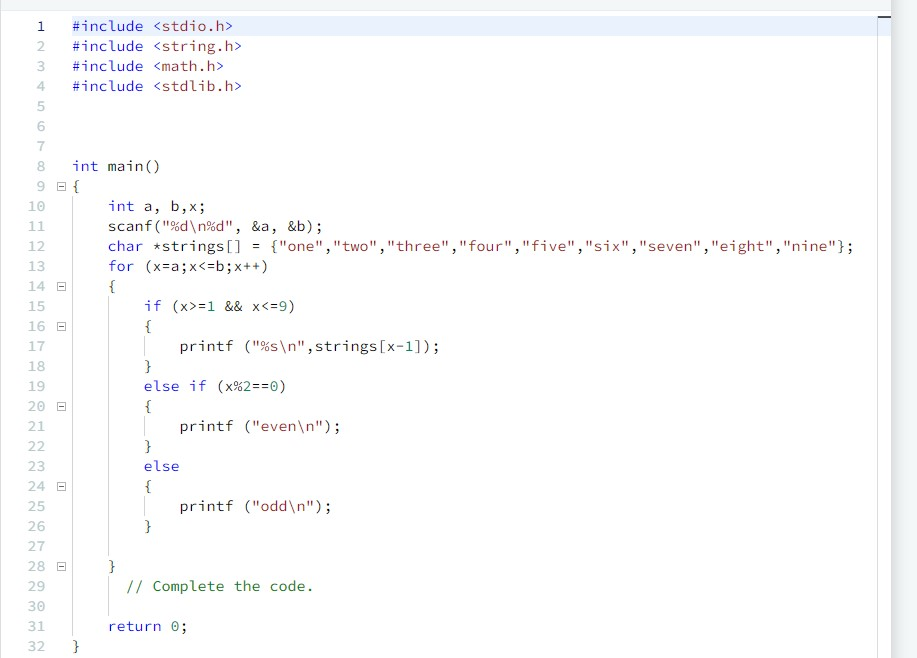 1 #include <stdio.h>
2 #include <string.h>
3 #include <math.h>
4 #include <stdlib.h>
5
6
7
8 int main()
9 {
10     int a, b,x;
11     scanf("%d\n%d", &a, &b);
12     char *strings[] = {"one","two","three","four","five","six","seven","eight","nine"};
13     for (x=a;x<=b;x++)
14     {
15         if (x>=1 && x<=9)
16         {
17             printf ("%s\n",strings[x-1]);
18         }
19         else if (x%2==0)
20         {
21             printf ("even\n");
22         }
23         else
24         {
25             printf ("odd\n");
26         }
27
28     }
29       // Complete the code.
30
31     return 0;
32 }